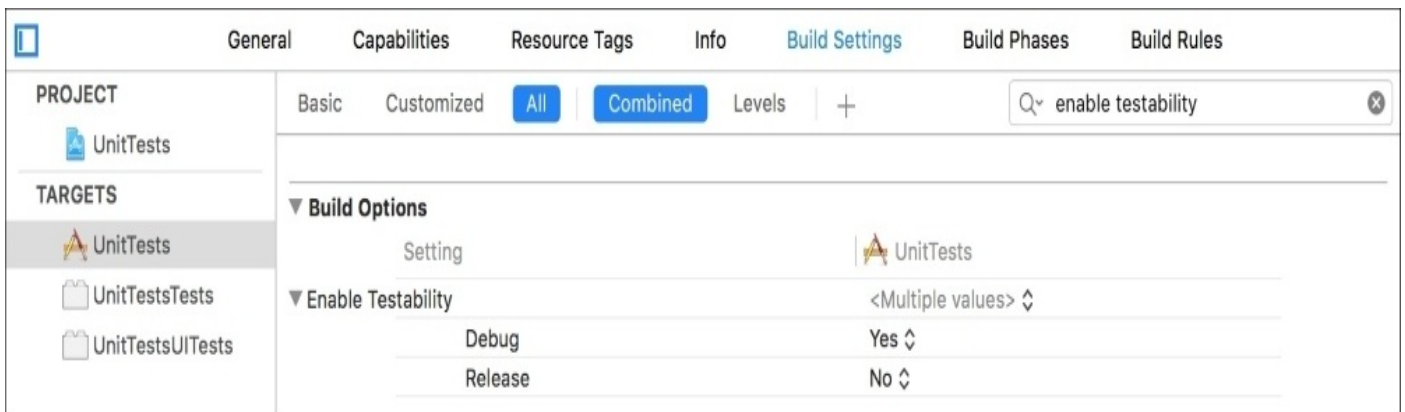 General Capabilities Resource Tags Info Build Settings Build Phases Build Rules
PROJECT
UnitTests
TARGETS
UnitTests
UnitTestsTests
UnitTestsUITests
Basic Customized All Combined Levels +
enable testability
Build Options
Setting UnitTests
Enable Testability <Multiple values>
Debug Yes
Release No